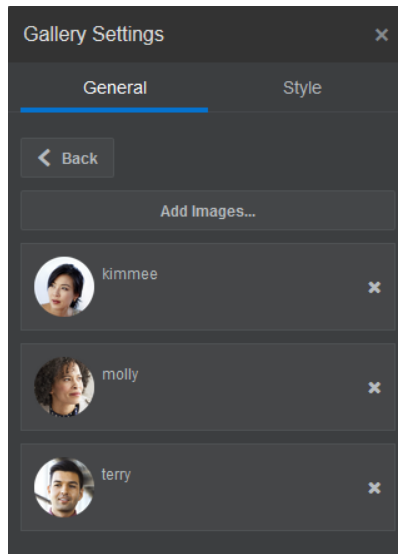 Gallery Settings
General Style
Back
Add Images...
kimmee
molly
terry